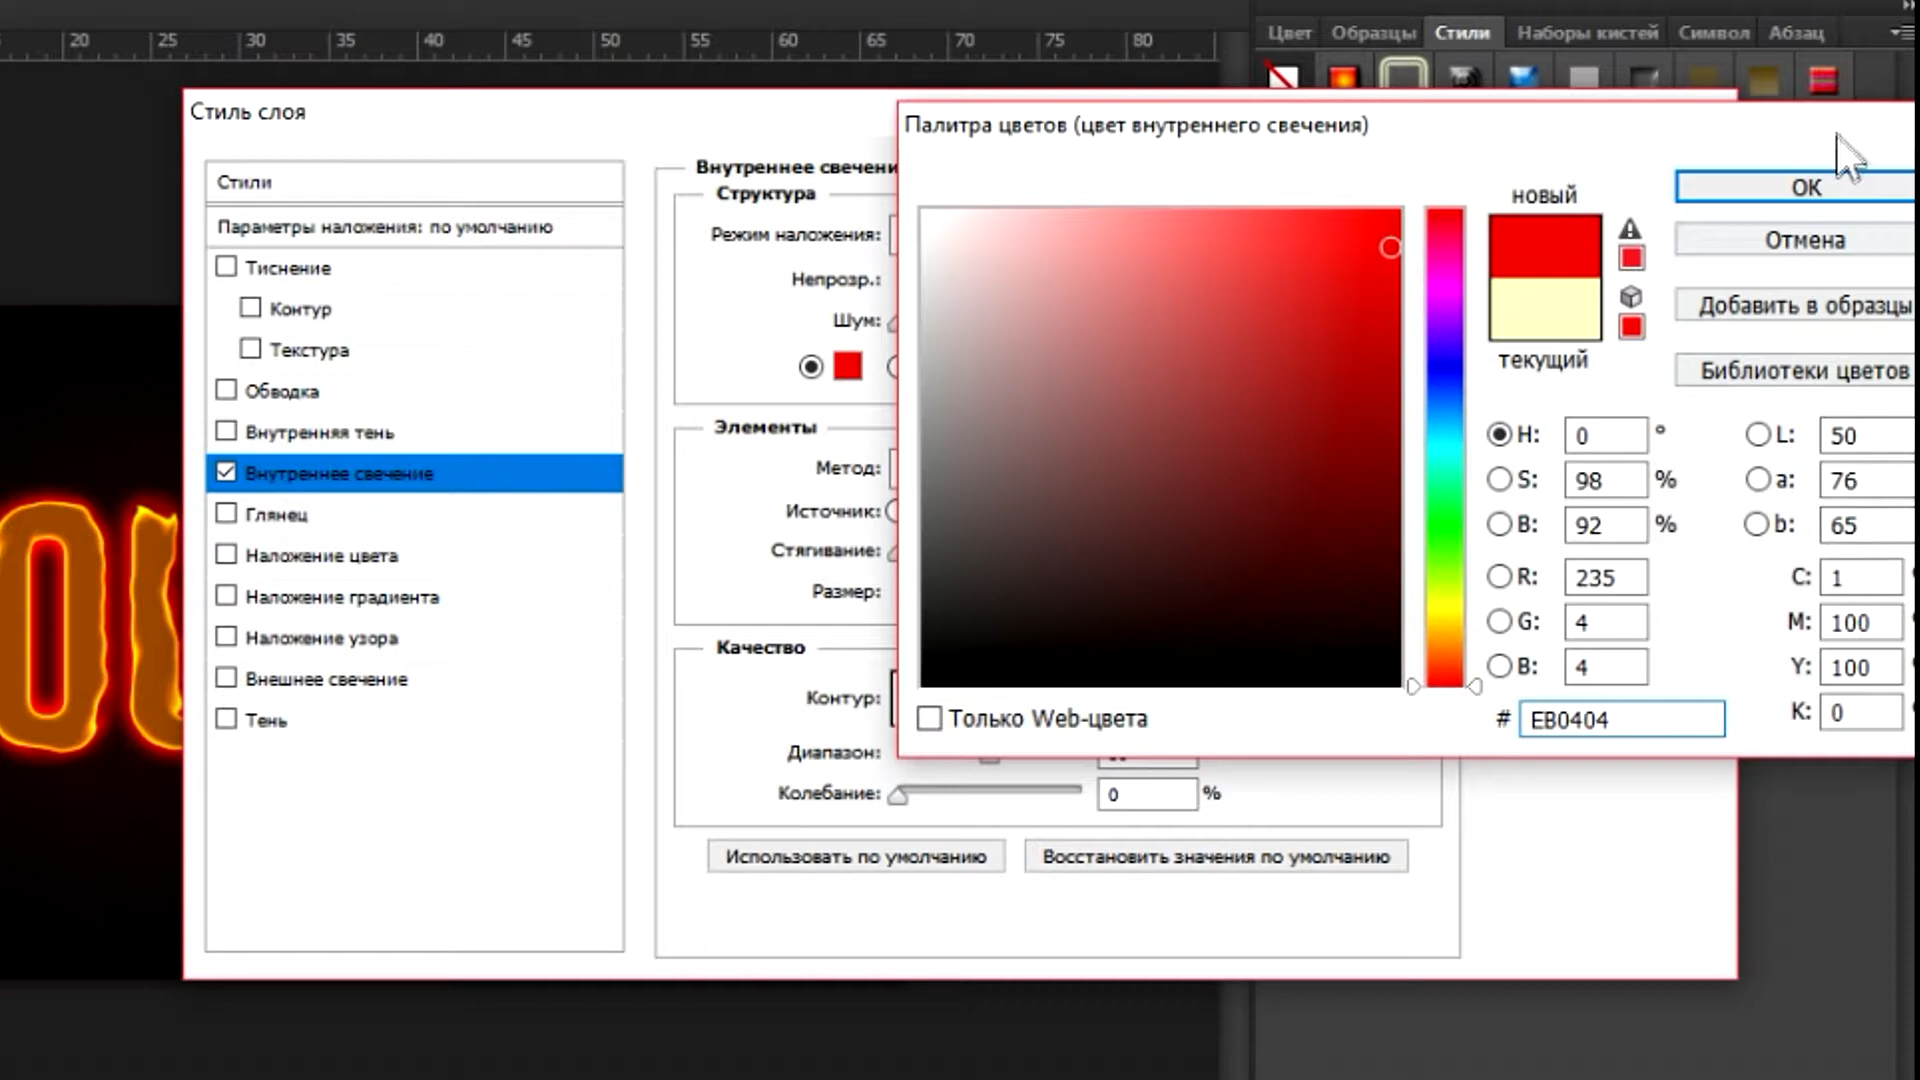 20 25 30 35 40 45 50 55 60 65 70 75 80
Цвет Образцы Стили Наборы кистей Символ Абзац
Стиль слоя
Стили
Параметры наложения: по умолчанию
Тиснение
Контур
Текстура
Обводка
Внутренняя тень
Внутреннее свечение
Глянец
Наложение цвета
Наложение градиента
Наложение узора
Внешнее свечение
Тень
Внутреннее свечени
Структура
Режим наложения:
Непрозр.:
Шум:
Элементы
Метод:
Источник:
Стягивание:
Размер:
Качество
Контур:
Диапазон:
Колебание: 0 %
Использовать по умолчанию Восстановить значения по умолчанию
Палитра цветов (цвет внутреннего свечения)
новый
текущий
OK
Отмена
Добавить в образцы
Библиотеки цветов
H: 0 ° L: 50
S: 98 % a: 76
B: 92 % b: 65
R: 235 C: 1
G: 4 M: 100
B: 4 Y: 100
# EB0404 K: 0
Только Web-цвета